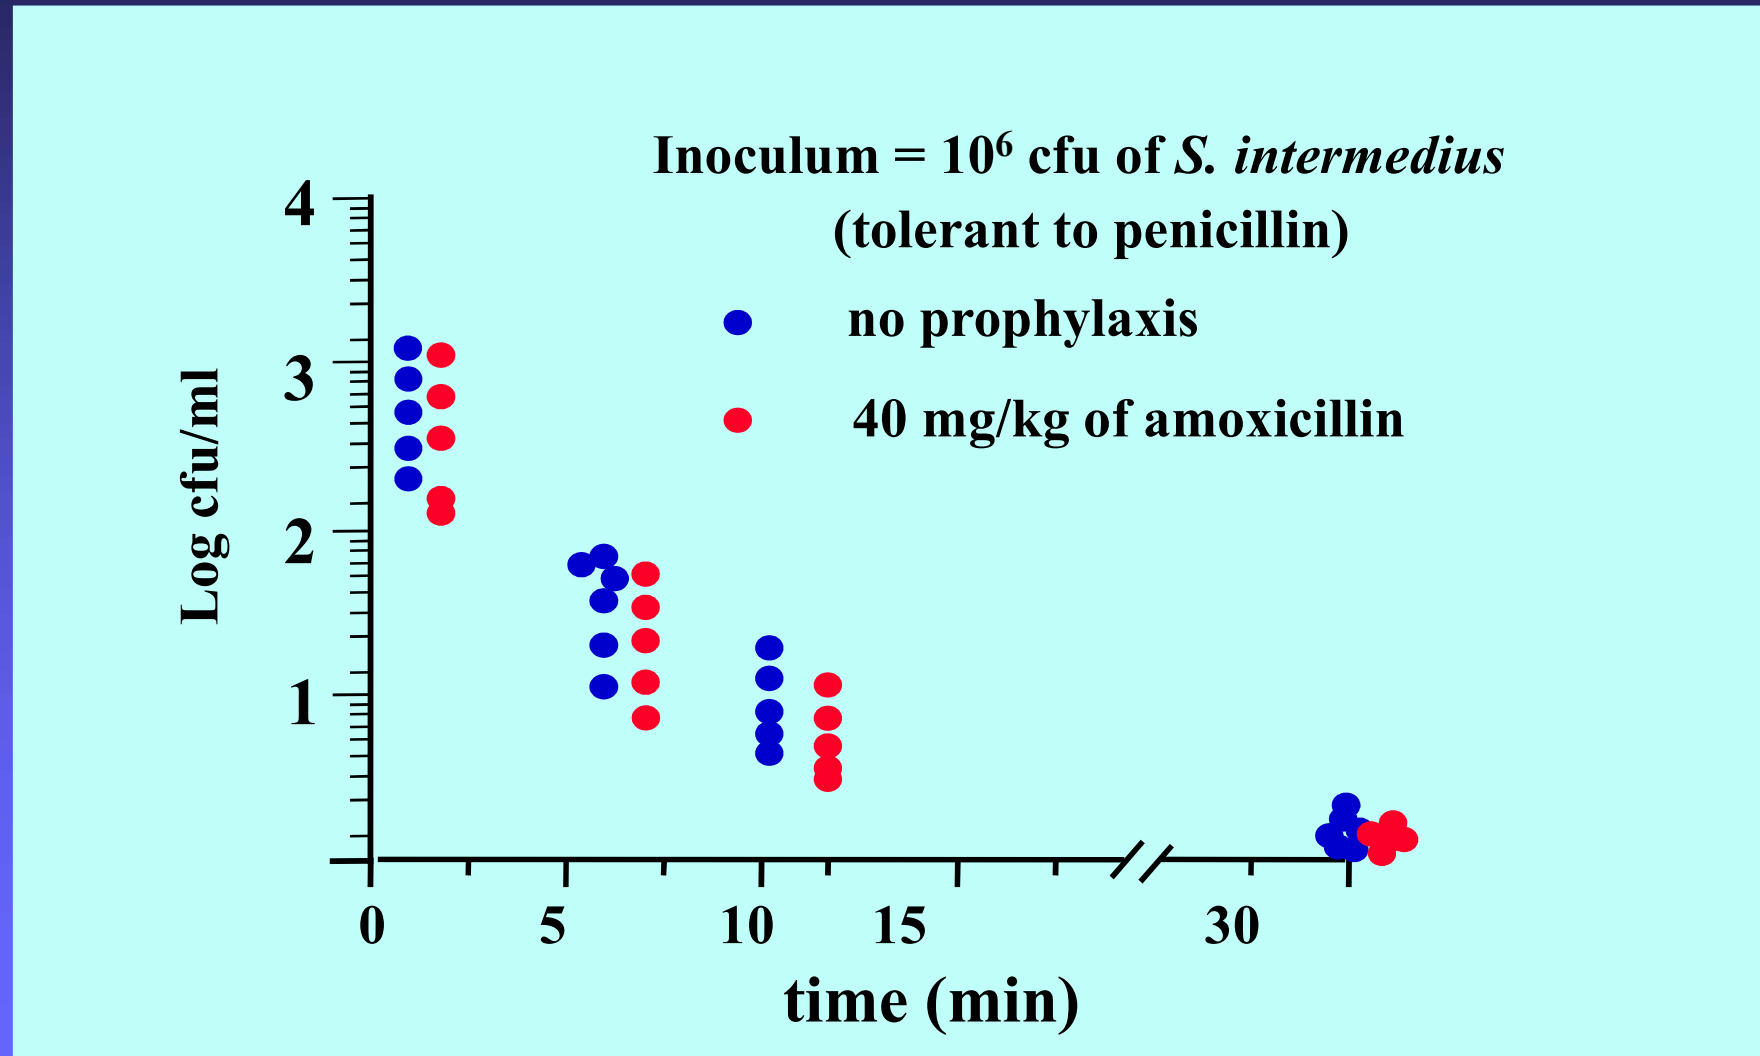 Inoculum = 10⁶ cfu of S. intermedius
(tolerant to penicillin)
no prophylaxis
40 mg/kg of amoxicillin
4
3
2
1
Log cfu/ml
0 5 10 15 30
time (min)